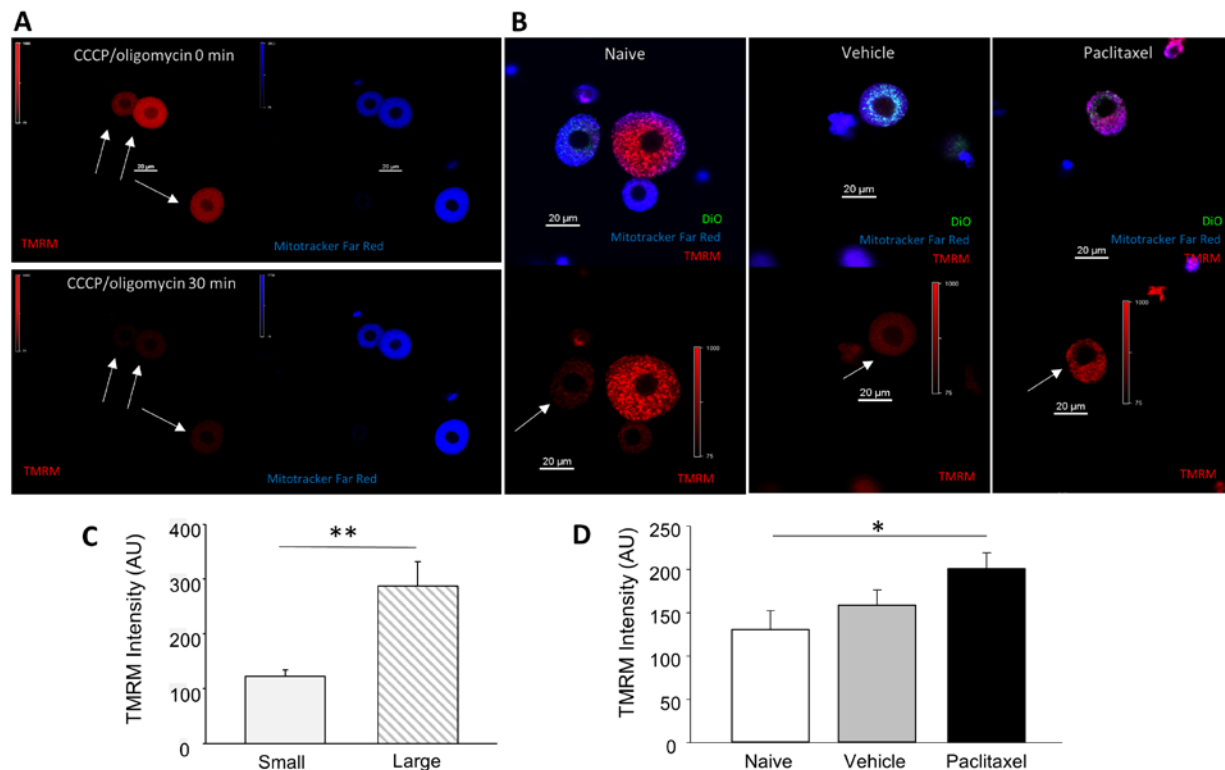 A
CCCP/oligomycin 0 min
20 µm
20 µm
TMRM
Mitotracker Far Red
CCCP/oligomycin 30 min
TMRM
Mitotracker Far Red
B
Naive
20 µm
DiO
Mitotracker Far Red
TMRM
1000
75
20 µm
TMRM
Vehicle
20 µm
DiO
Mitotracker Far Red
TMRM
1000
75
20 µm
TMRM
Paclitaxel
20 µm
DiO
Mitotracker Far Red
TMRM
1000
75
20 µm
TMRM
C
TMRM Intensity (AU)
400
300
200
100
0
**
Small
Large
D
TMRM Intensity (AU)
250
200
150
100
50
0
*
Naive
Vehicle
Paclitaxel